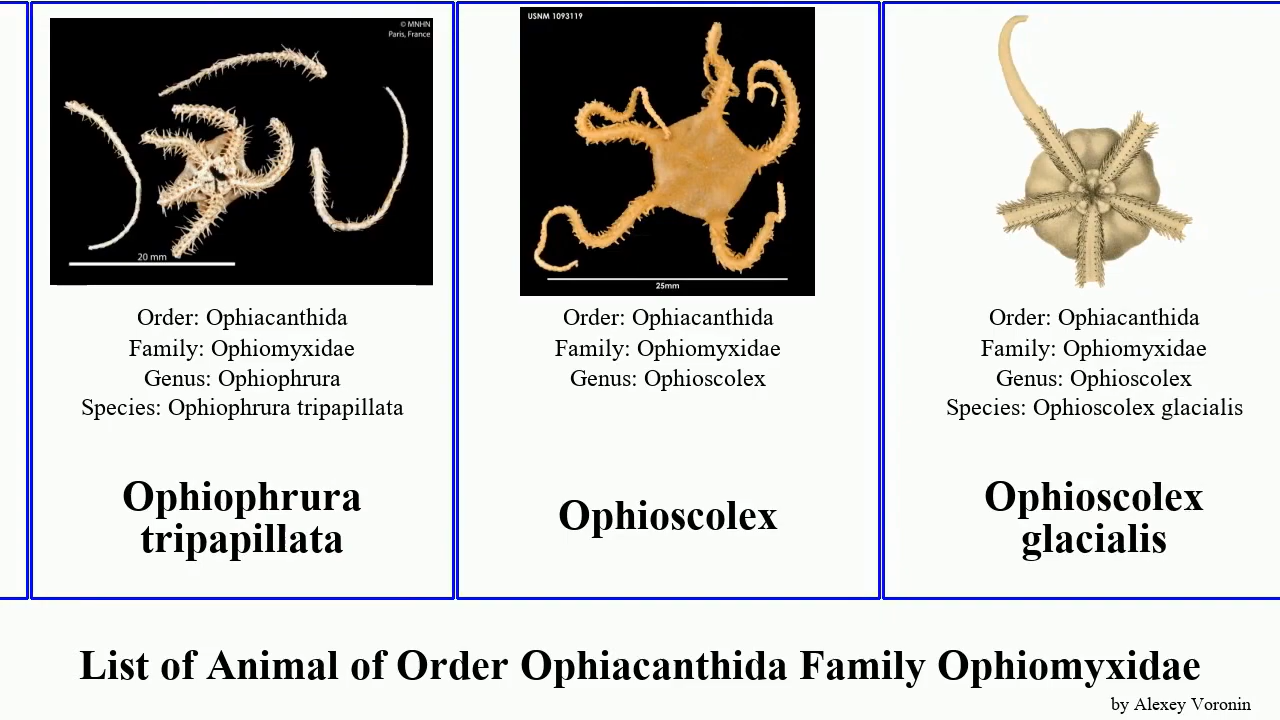 © MNHN
Paris, France
20 mm
Order: Ophiacanthida
Family: Ophiomyxidae
Genus: Ophiophrura
Species: Ophiophrura tripapillata
Ophiophrura
tripapillata
USNM 1093119
25mm
Order: Ophiacanthida
Family: Ophiomyxidae
Genus: Ophioscolex
Ophioscolex
Order: Ophiacanthida
Family: Ophiomyxidae
Genus: Ophioscolex
Species: Ophioscolex glacialis
Ophioscolex
glacialis
List of Animal of Order Ophiacanthida Family Ophiomyxidae
by Alexey Voronin